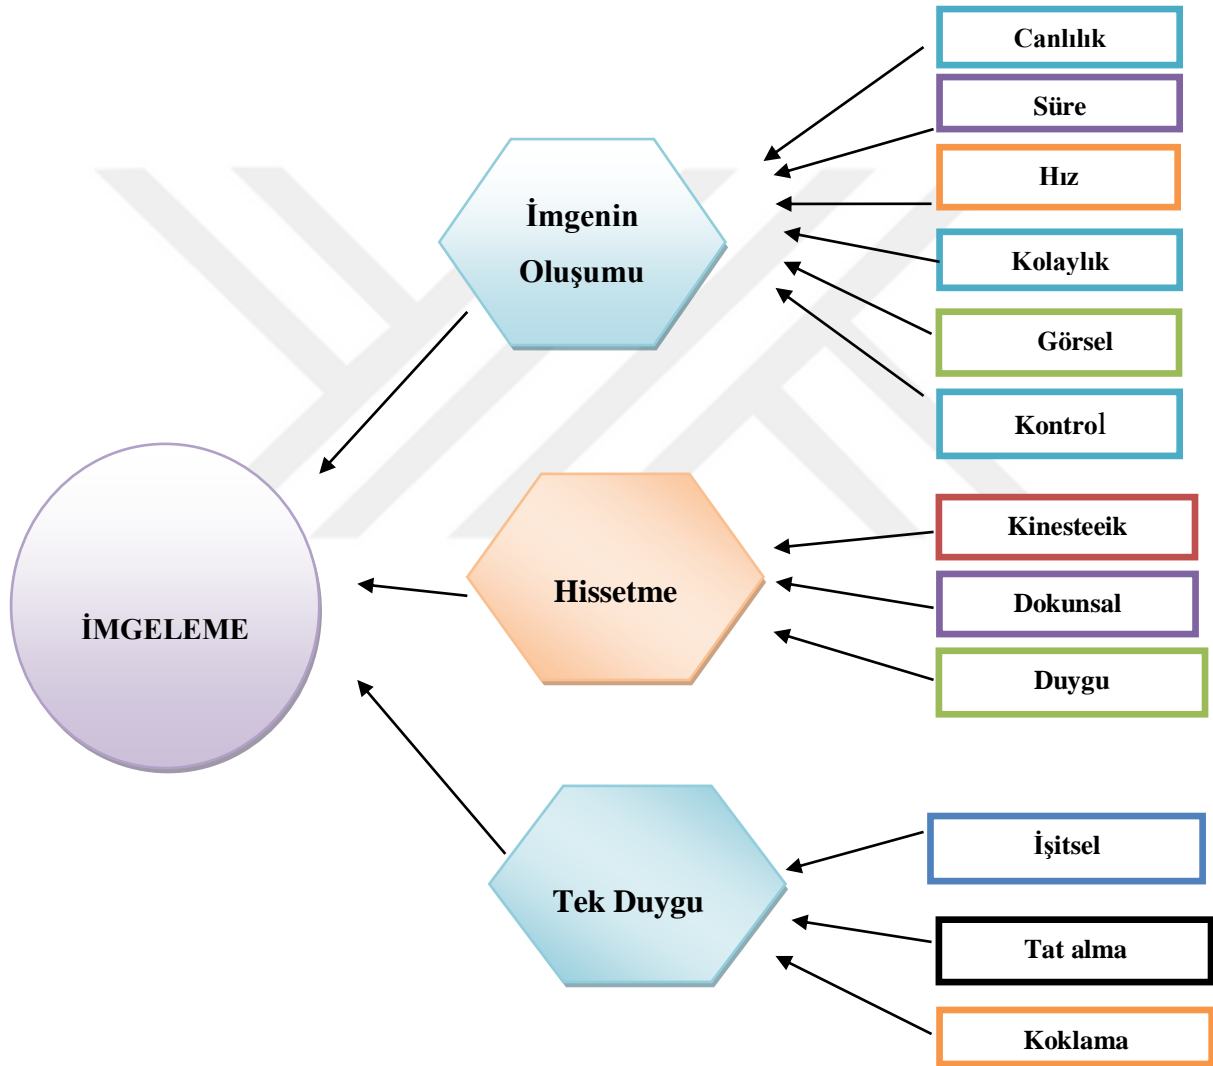 Canlılık
Süre
Hız
Kolaylık
Görsel
Kontrol
İmgenin
Oluşumu
Kinesteeik
Dokunsal
Duygu
Hissetme
İMGELEME
İşitsel
Tat alma
Koklama
Tek Duygu